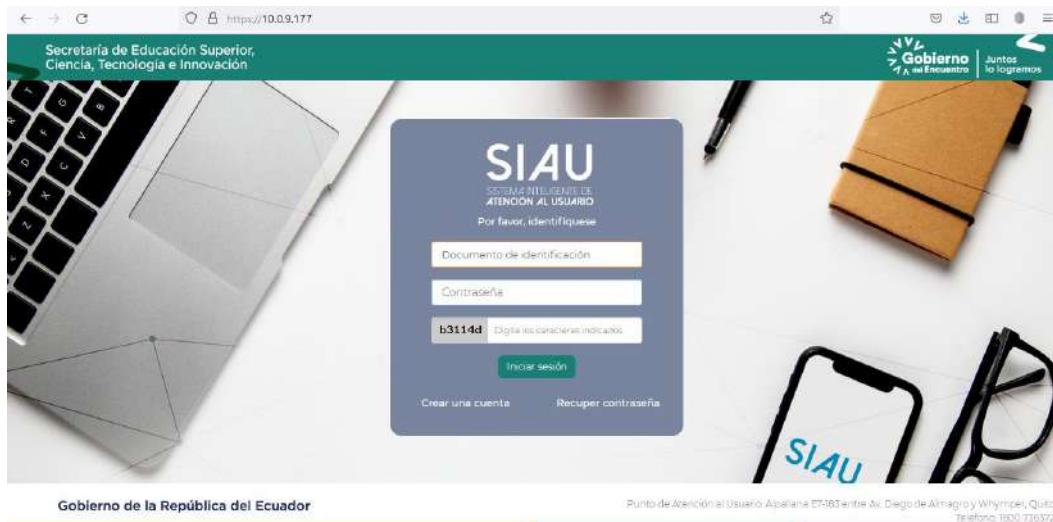 https://10.0.9.177
Secretaría de Educación Superior,
Ciencia, Tecnología e Innovación
Gobierno
del Encuentro
Juntos
lo logramos
SIAU
SISTEMA INTELIGENTE DE
ATENCIÓN AL USUARIO
Por favor, identifíquese
Documento de identificación
Contraseña
b3114d
Digite los caracteres indicados
Iniciar sesión
Crear una cuenta
Recuper contraseña
SIAU
Gobierno de la República del Ecuador
Punto de Atención al Usuario: Alpallana E7-183 entre Av. Diego de Almagro y Whymper, Quito
Teléfono: 1800 736372